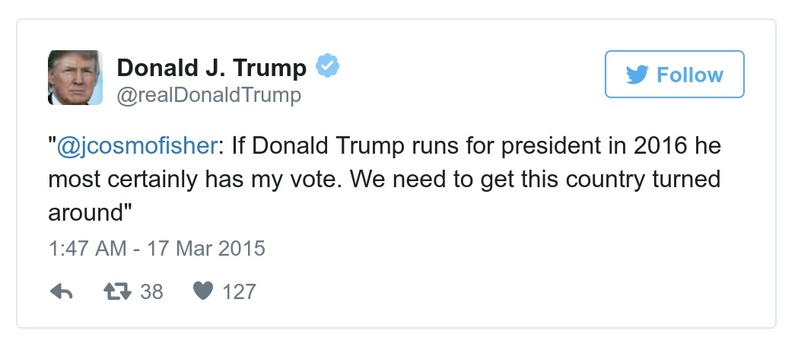 Donald J. Trump
Follow
@realDonaldTrump
"@jcosmofisher: If Donald Trump runs for president in 2016 he
most certainly has my vote. We need to get this country turned
around"
1:47 AM - 17 Mar 2015
38 127